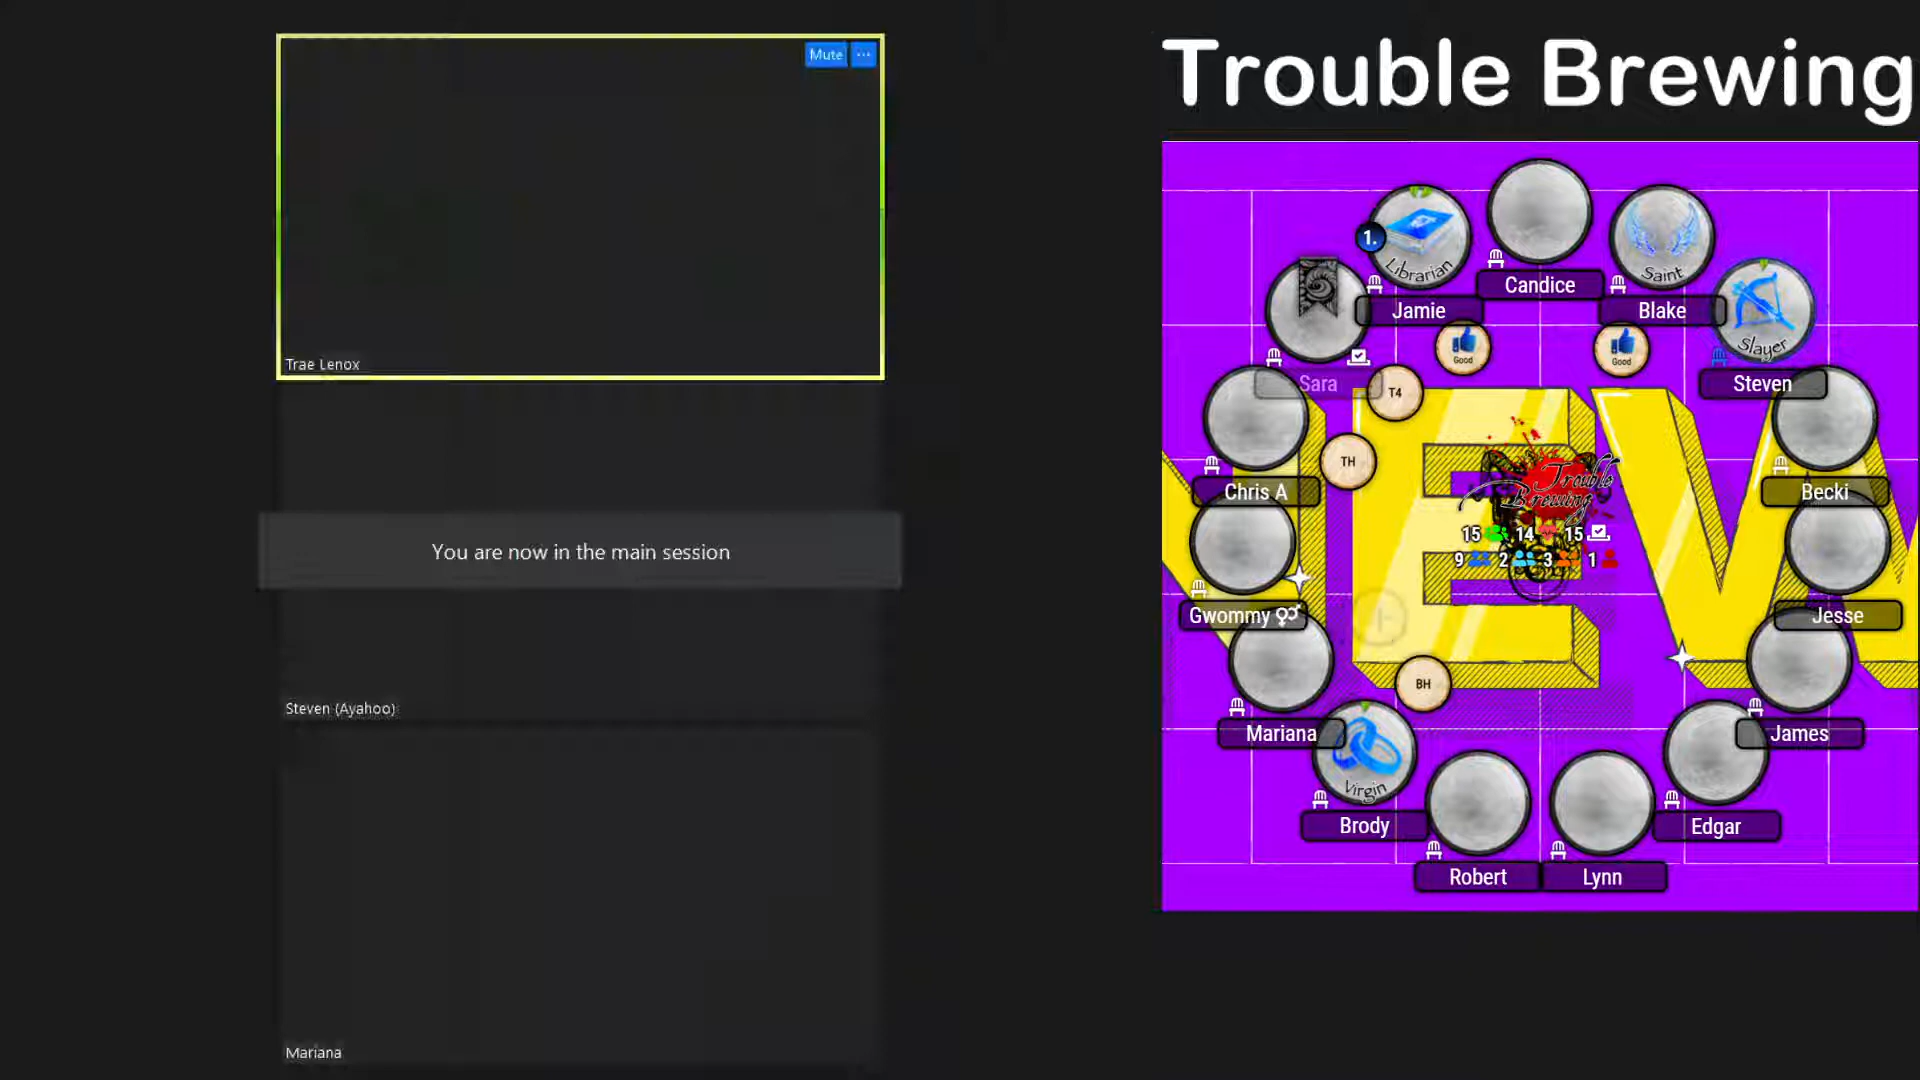 Mute ...
Trae Lenox
You are now in the main session
Steven (Ayahoo)
Mariana
Trouble Brewing
1.
Librarian
Saint
Slayer
Candice
Jamie
Blake
Sara
Steven
Good
Good
T4
TH
Chris A
Becki
Trouble
Brewing
15 14 15
9 2 3 1
Gwommy ⚤
Jesse
BH
Mariana
James
Virgin
Brody
Edgar
Robert
Lynn